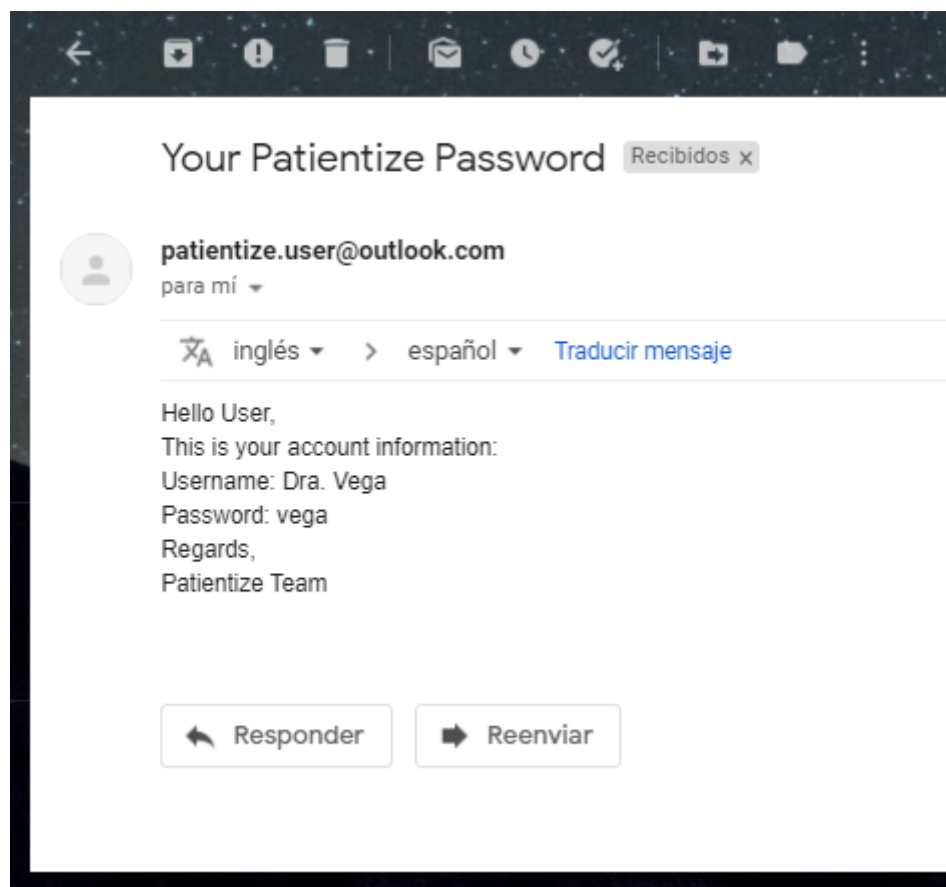 Your Patientize Password Recibidos x
patientize.user@outlook.com
para mí
inglés > español Traducir mensaje
Hello User,
This is your account information:
Username: Dra. Vega
Password: vega
Regards,
Patientize Team
Responder Reenviar